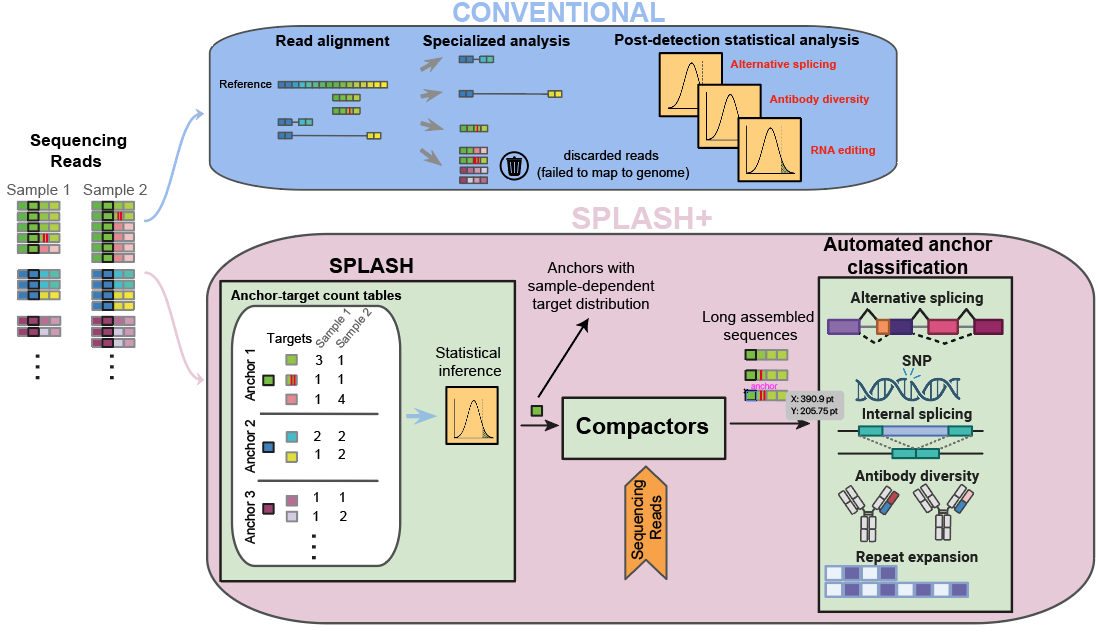 CONVENTIONAL
Read alignment
Specialized analysis
Post-detection statistical analysis
Reference
Alternative splicing
Antibody diversity
RNA editing
discarded reads
(failed to map to genome)
Sequencing
Reads
Sample 1 Sample 2
SPLASH+
SPLASH
Anchor-target count tables
Targets Sample 1 Sample 2
Anchor 1
3 1
1 1
1 4
Anchor 2
2 2
1 2
Anchor 3
1 1
1 2
Statistical
inference
Anchors with
sample-dependent
target distribution
Compactors
Sequencing
Reads
Long assembled
sequences
anchor
X: 390.9 pt
Y: 205.75 pt
Automated anchor
classification
Alternative splicing
SNP
Internal splicing
Antibody diversity
Repeat expansion